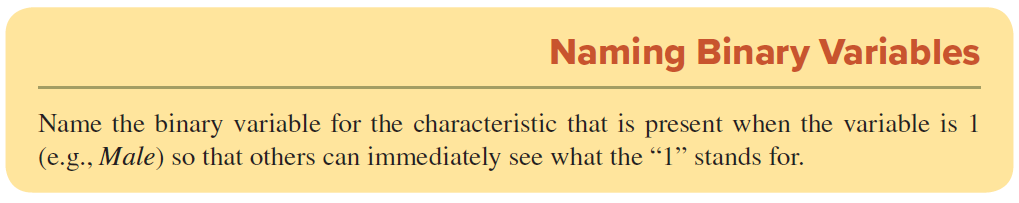 Naming Binary Variables
Name the binary variable for the characteristic that is present when the variable is 1
(e.g., Male) so that others can immediately see what the “1” stands for.